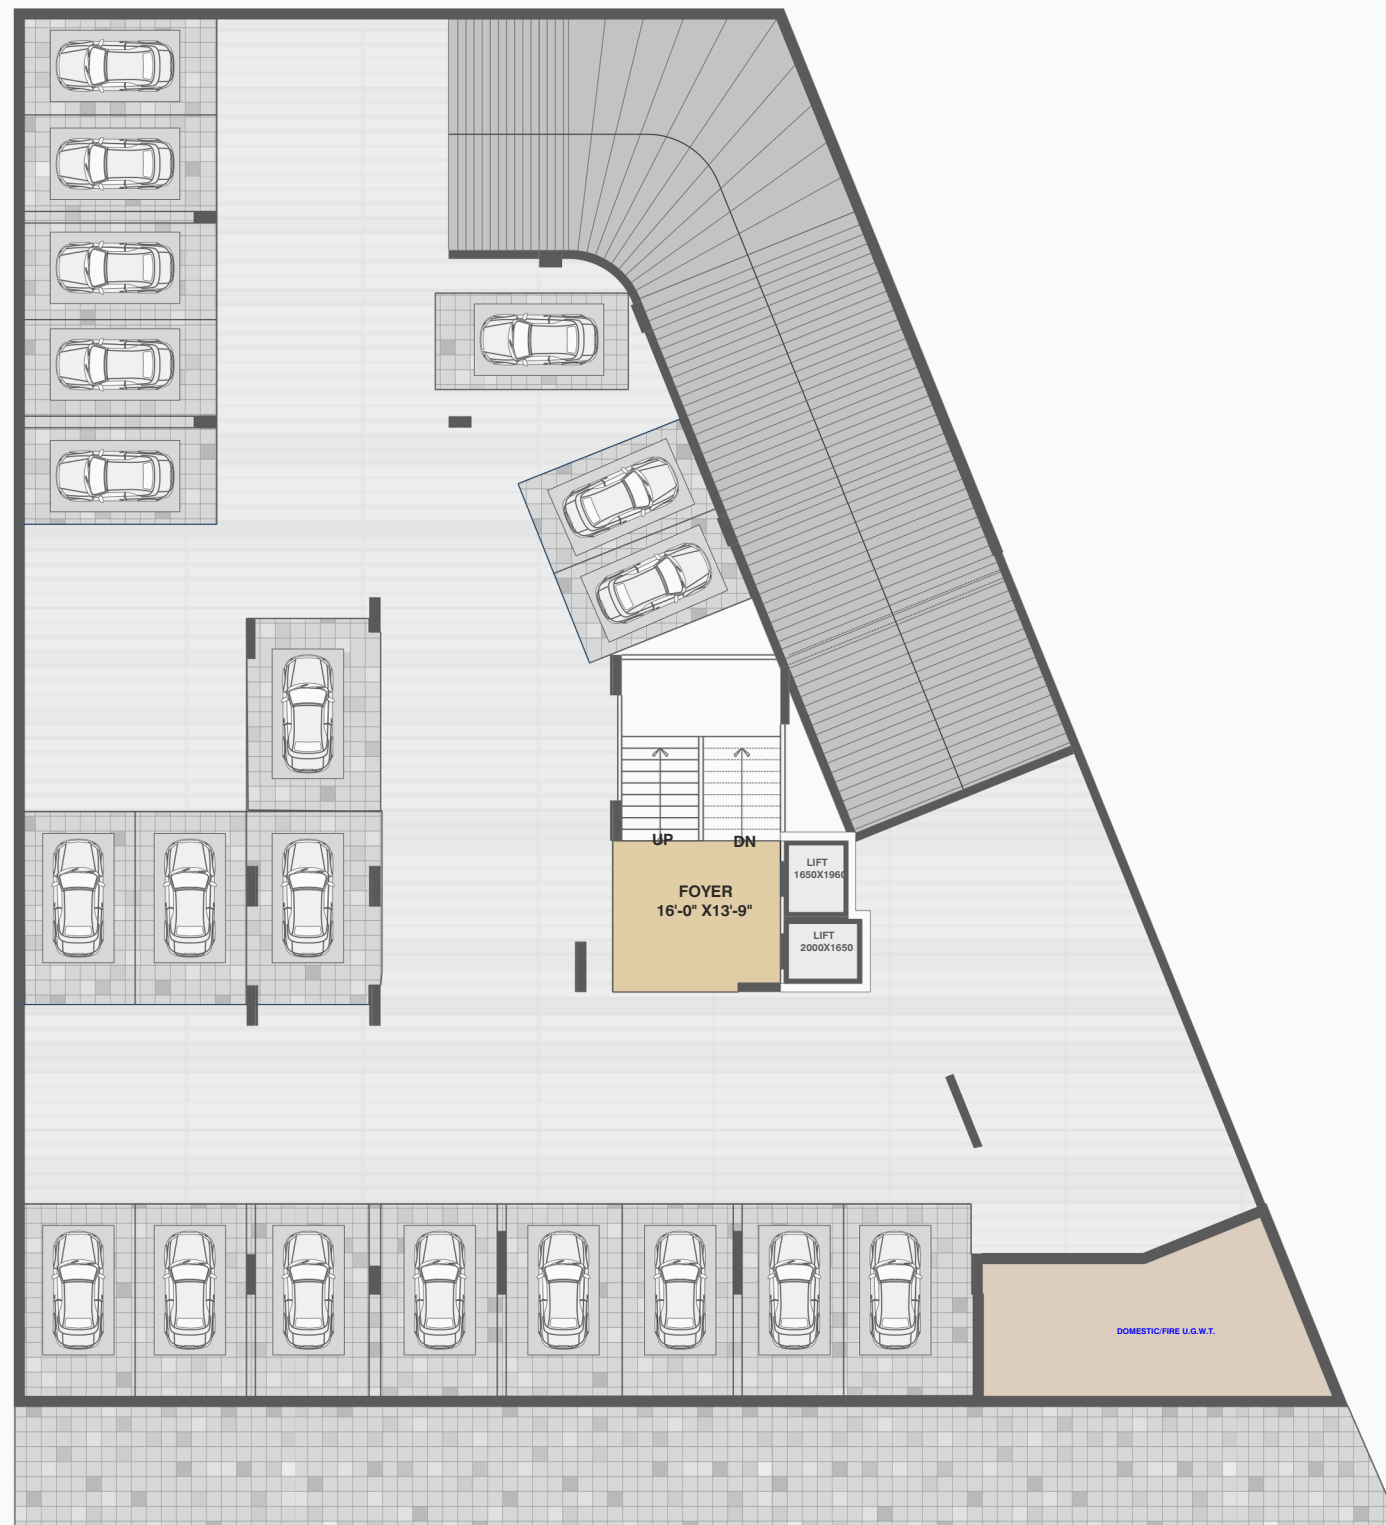 UP
DN
FOYER
16'-0" X13'-9"
LIFT
1650X1960
LIFT
2000X1650
DOMESTIC/FIRE U.G.W.T.